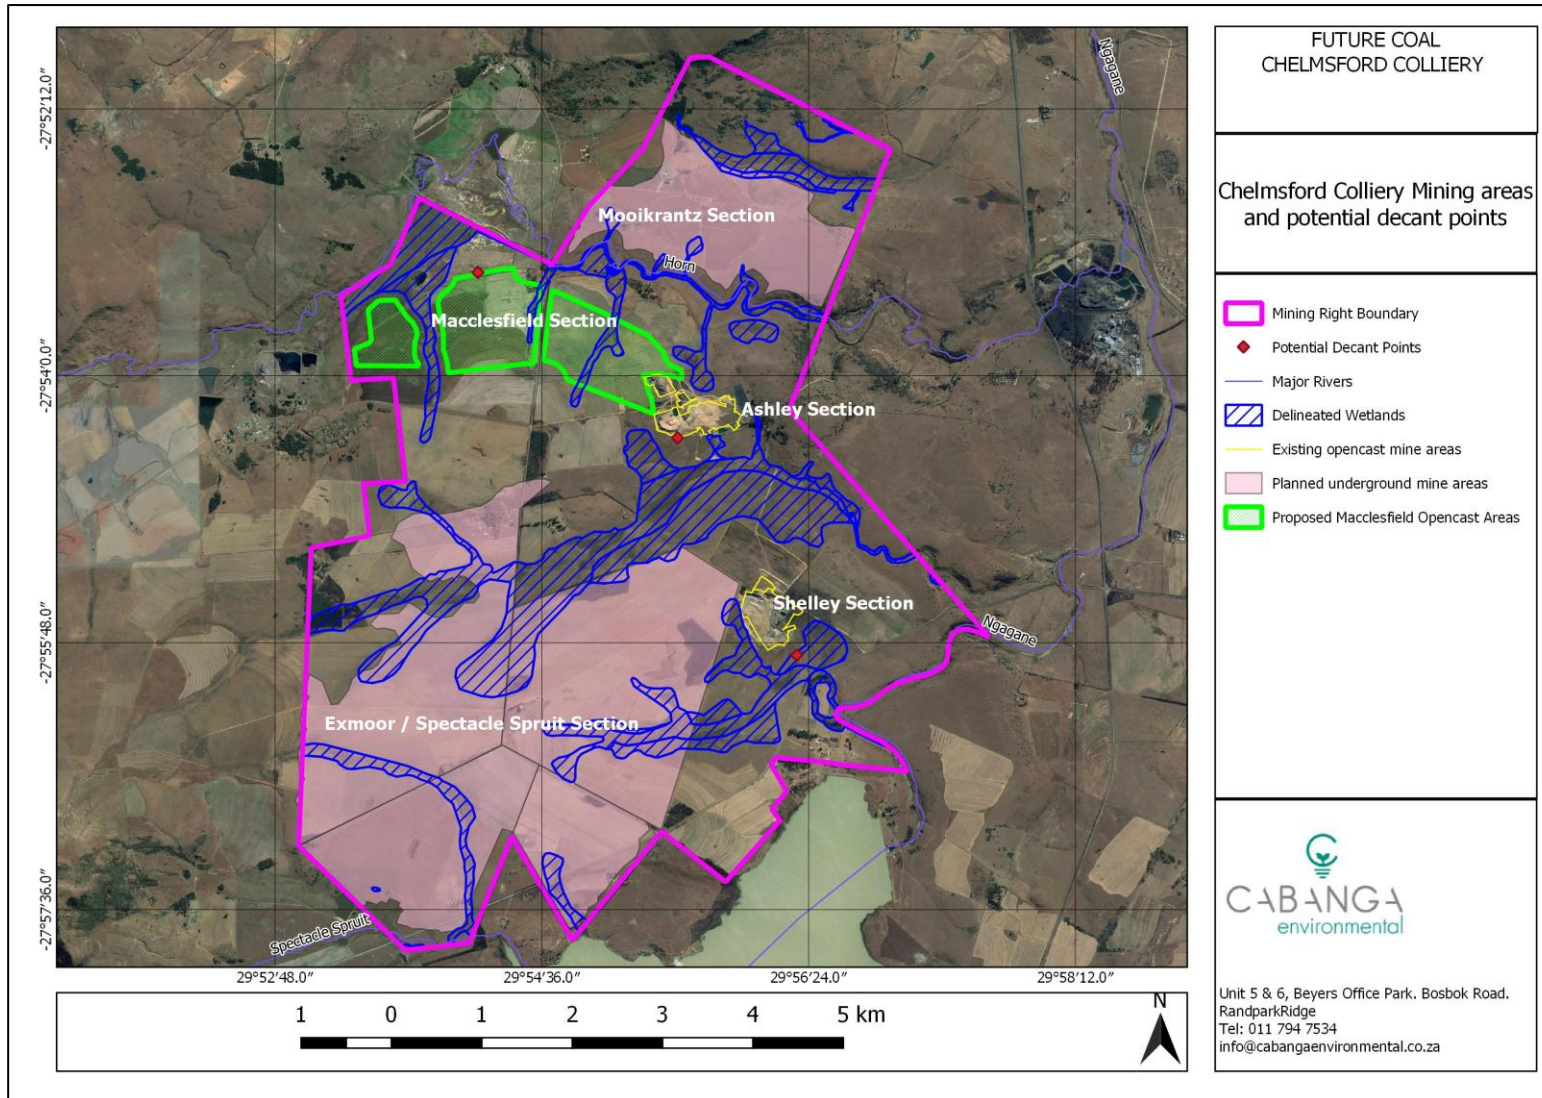 FUTURE COAL
CHELMSFORD COLLIERY
Chelmsford Colliery Mining areas
and potential decant points
Mining Right Boundary
Potential Decant Points
Major Rivers
Delineated Wetlands
Existing opencast mine areas
Planned underground mine areas
Proposed Macclesfield Opencast Areas
CABANGA
environmental
Unit 5 & 6, Beyers Office Park. Bosbok Road.
RandparkRidge
Tel: 011 794 7534
info@cabangaenvironmental.co.za
-27°52'12.0"
-27°54'0.0"
-27°55'48.0"
-27°57'36.0"
Ngagane
Mooikrantz Section
Horn
Macclesfield Section
Ashley Section
Shelley Section
Ngagane
Exmoor / Spectacle Spruit Section
Spectacle Spruit
29°52'48.0"
29°54'36.0"
29°56'24.0"
29°58'12.0"
1 0 1 2 3 4 5 km
N